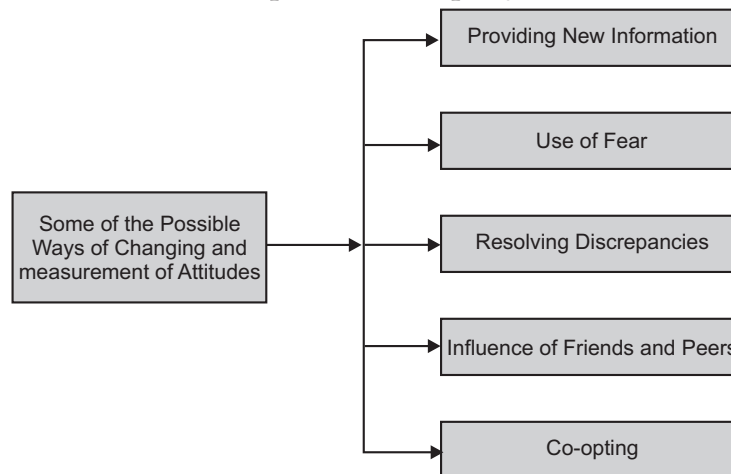 Providing New Information
Use of Fear
Some of the Possible
Ways of Changing and
measurement of Attitudes
Resolving Discrepancies
Influence of Friends and Peers
Co-opting